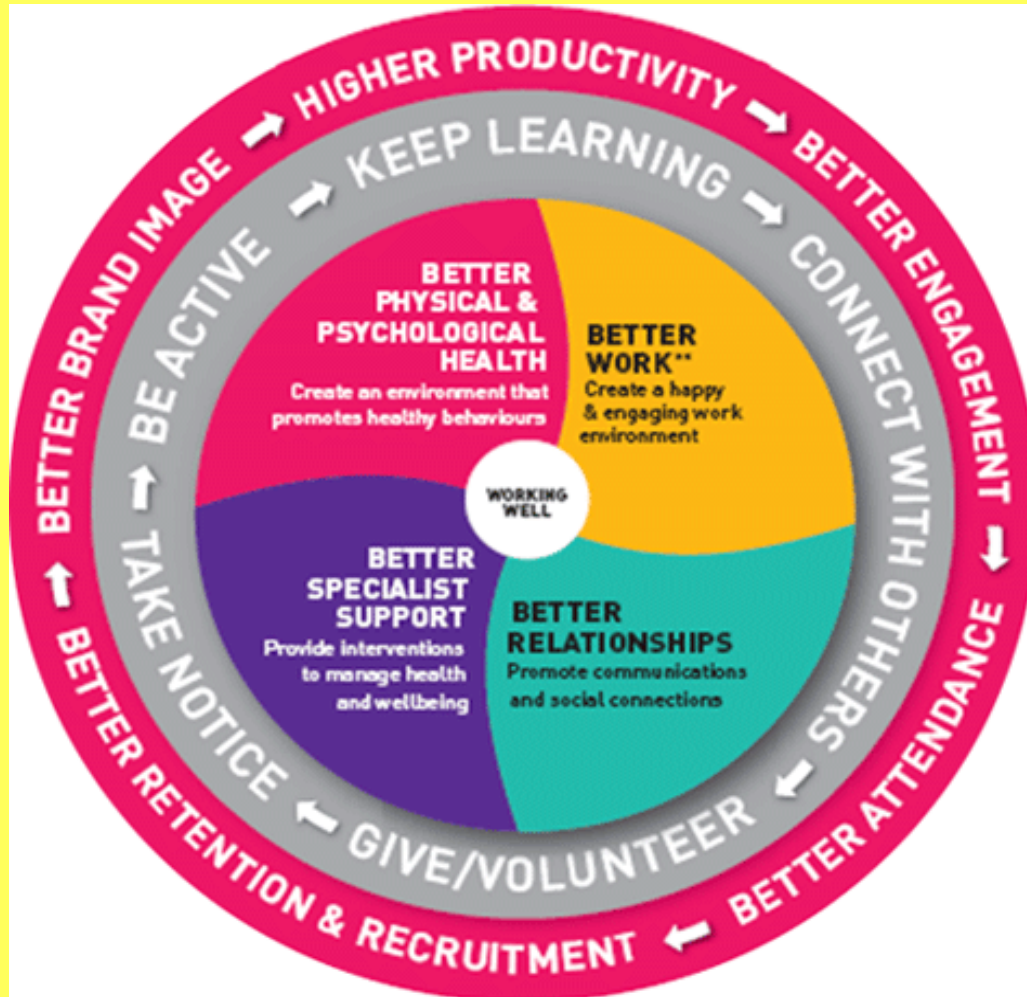 HIGHER PRODUCTIVITY
BETTER ENGAGEMENT
BETTER ATTENDANCE
BETTER RETENTION & RECRUITMENT
BETTER BRAND IMAGE
KEEP LEARNING
CONNECT WITH OTHERS
GIVE/VOLUNTEER
TAKE NOTICE
BE ACTIVE
BETTER
PHYSICAL &
PSYCHOLOGICAL
HEALTH
Create an environment that
promotes healthy behaviours
BETTER
WORK**
Create a happy
& engaging work
environment
WORKING
WELL
BETTER
SPECIALIST
SUPPORT
Provide interventions
to manage health
and wellbeing
BETTER
RELATIONSHIPS
Promote communications
and social connections